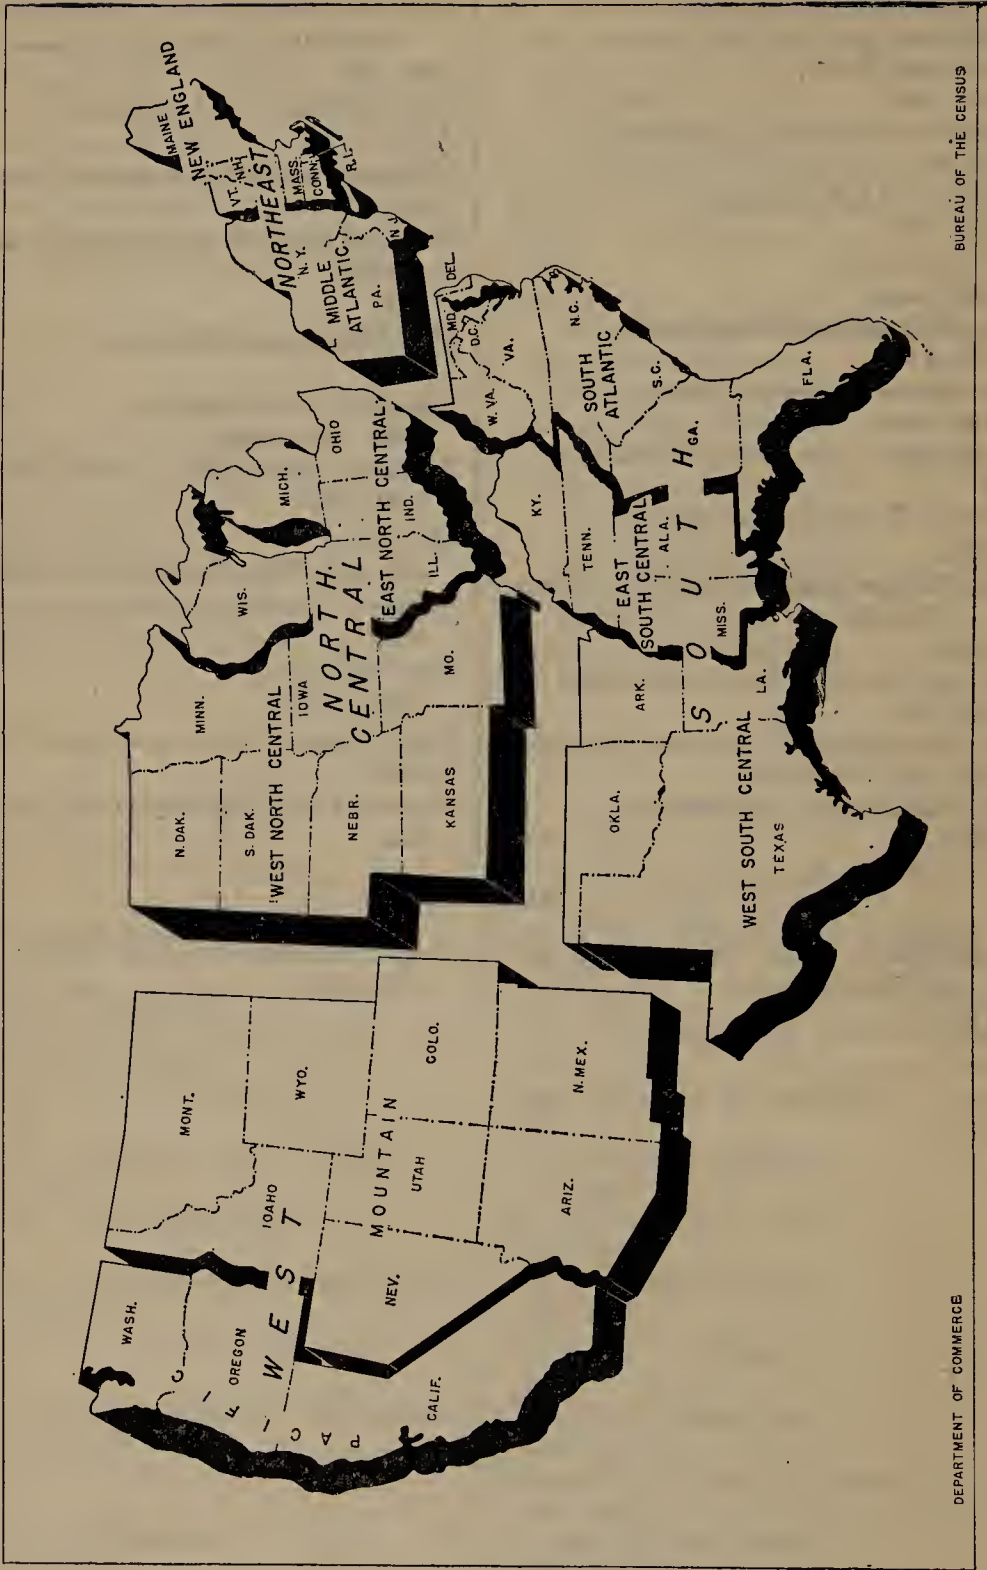 WEST
PACIFIC
WASH.
OREGON
CALIF.
MOUNTAIN
MONT.
IDAHO
WYO.
NEV.
UTAH
COLO.
ARIZ.
N. MEX.
NORTH
CENTRAL
WEST NORTH CENTRAL
N. DAK.
S. DAK.
NEBR.
KANSAS
MINN.
IOWA
MO.
EAST NORTH CENTRAL
WIS.
MICH.
ILL.
IND.
OHIO
NORTHEAST
NEW ENGLAND
MAINE
VT.
N.H.
MASS.
CONN.
R.I.
MIDDLE
ATLANTIC
N.Y.
PA.
N.J.
SOUTH
WEST SOUTH CENTRAL
OKLA.
ARK.
TEXAS
LA.
EAST
SOUTH CENTRAL
KY.
TENN.
MISS.
ALA.
SOUTH
ATLANTIC
DEL.
MD.
D.C.
W. VA.
VA.
N.C.
S.C.
GA.
FLA.
DEPARTMENT OF COMMERCE
BUREAU OF THE CENSUS